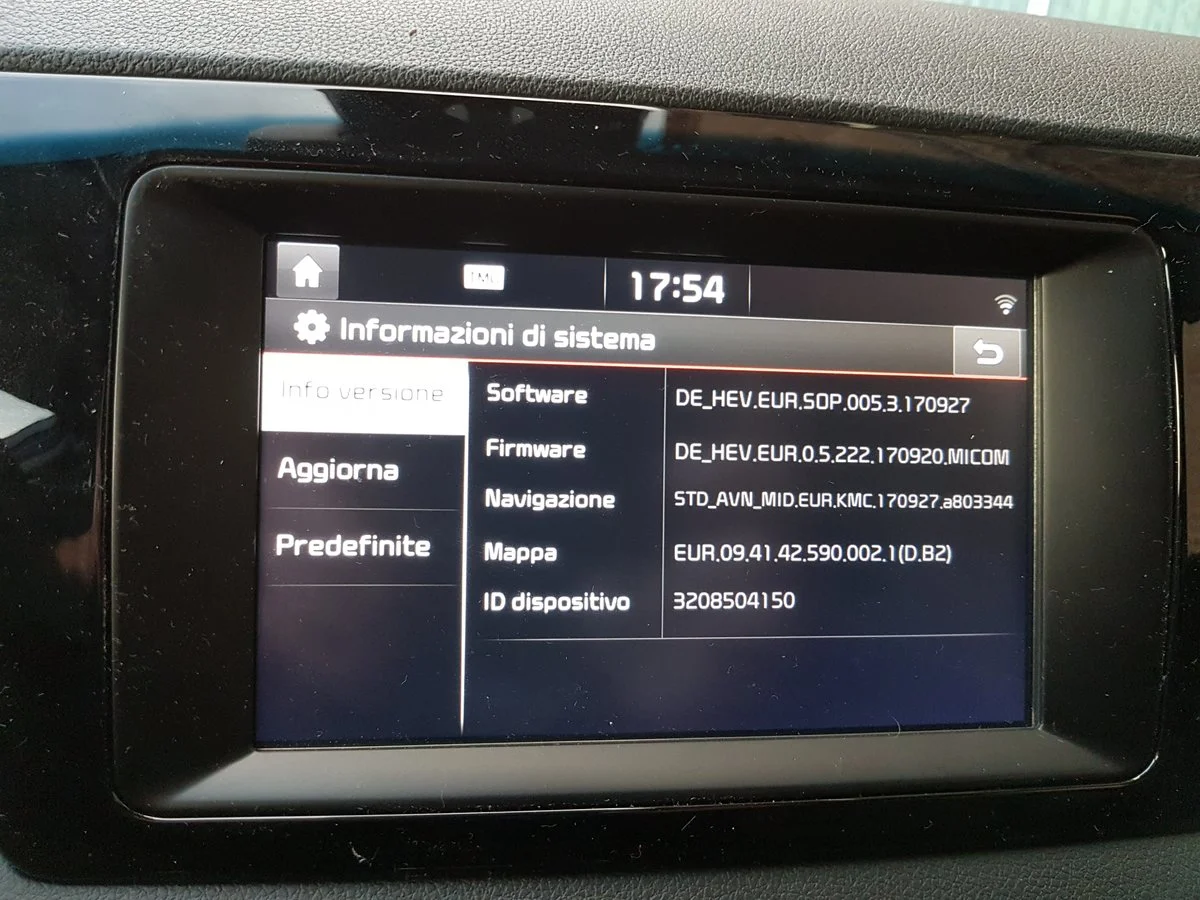 TMC
17:54
Informazioni di sistema
Info versione
Aggiorna
Predefinite
Software DE_HEV.EUR.SOP.005.3.170927
Firmware DE_HEV.EUR.0.5.222.170920.MICOM
Navigazione STD_AVN_MID.EUR.KMC.170927.a803344
Mappa EUR.09.41.42.590.002.1(D.B2)
ID dispositivo 3208504150